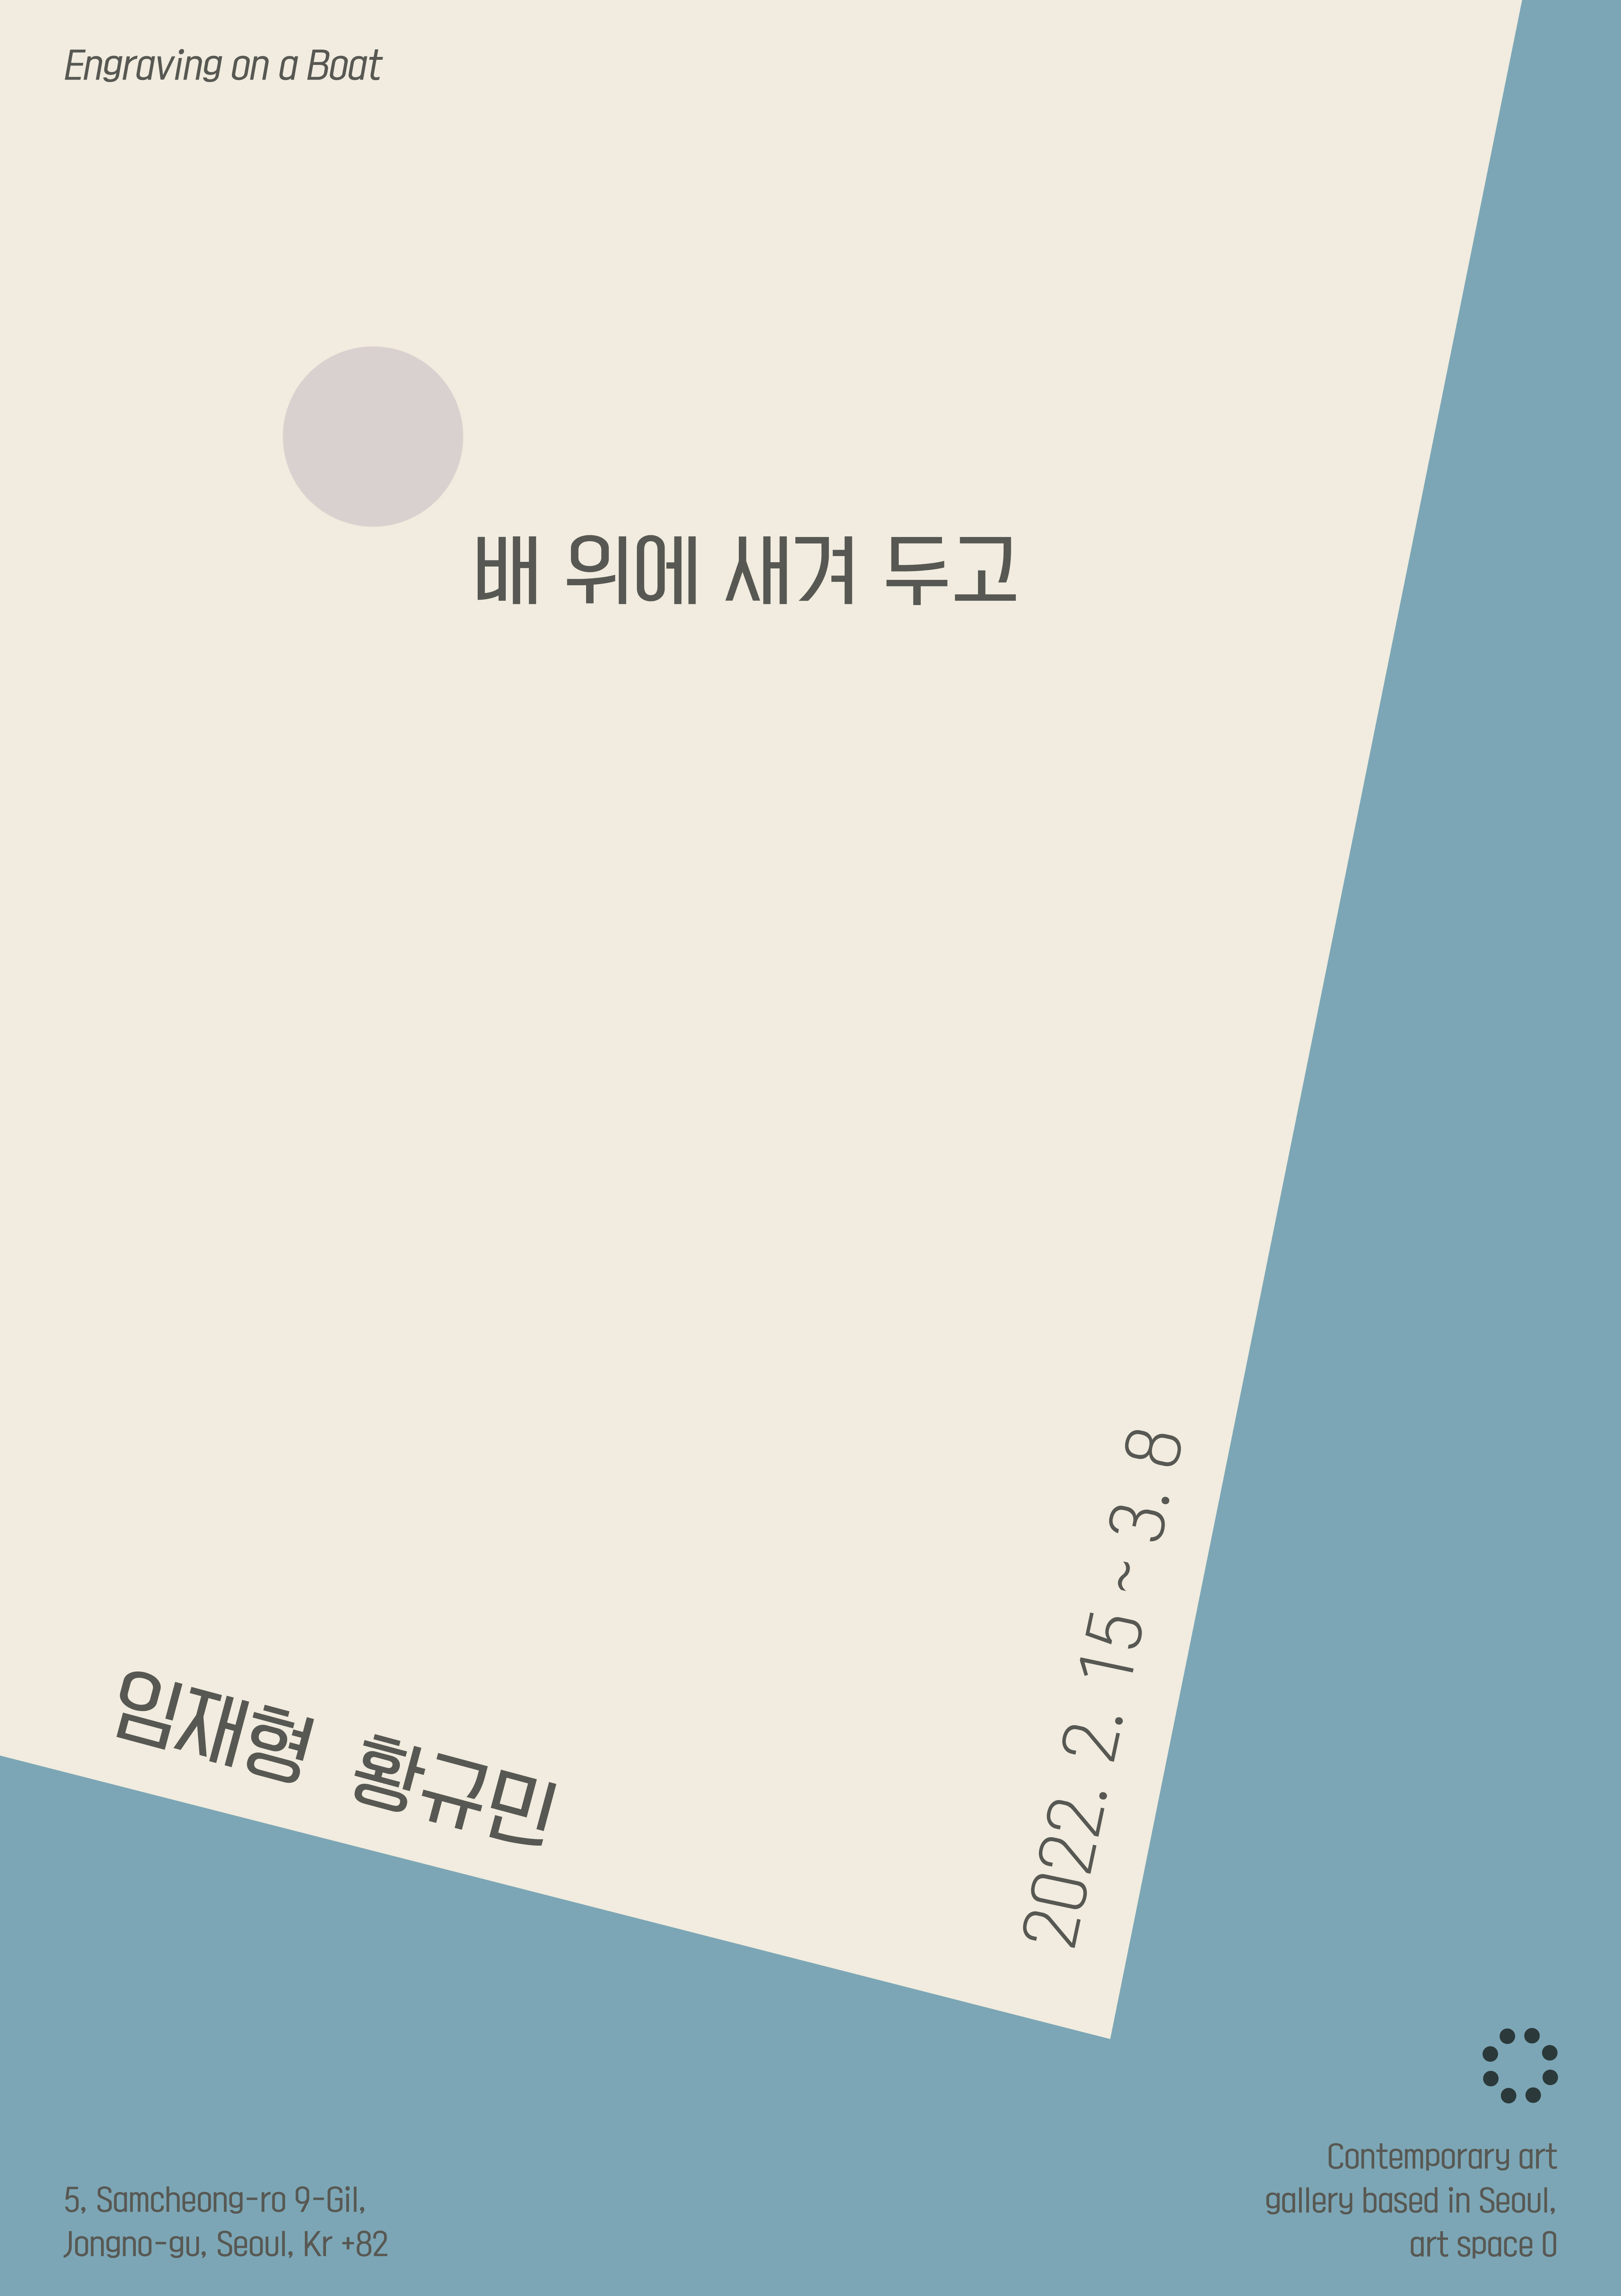 Engraving on a Boat
배 위에 새겨 두고
임재형 황규민
2022. 2. 15 ~ 3. 8
5, Samcheong-ro 9-Gil,
Jongno-gu, Seoul, Kr +82
Contemporary art
gallery based in Seoul,
art space O